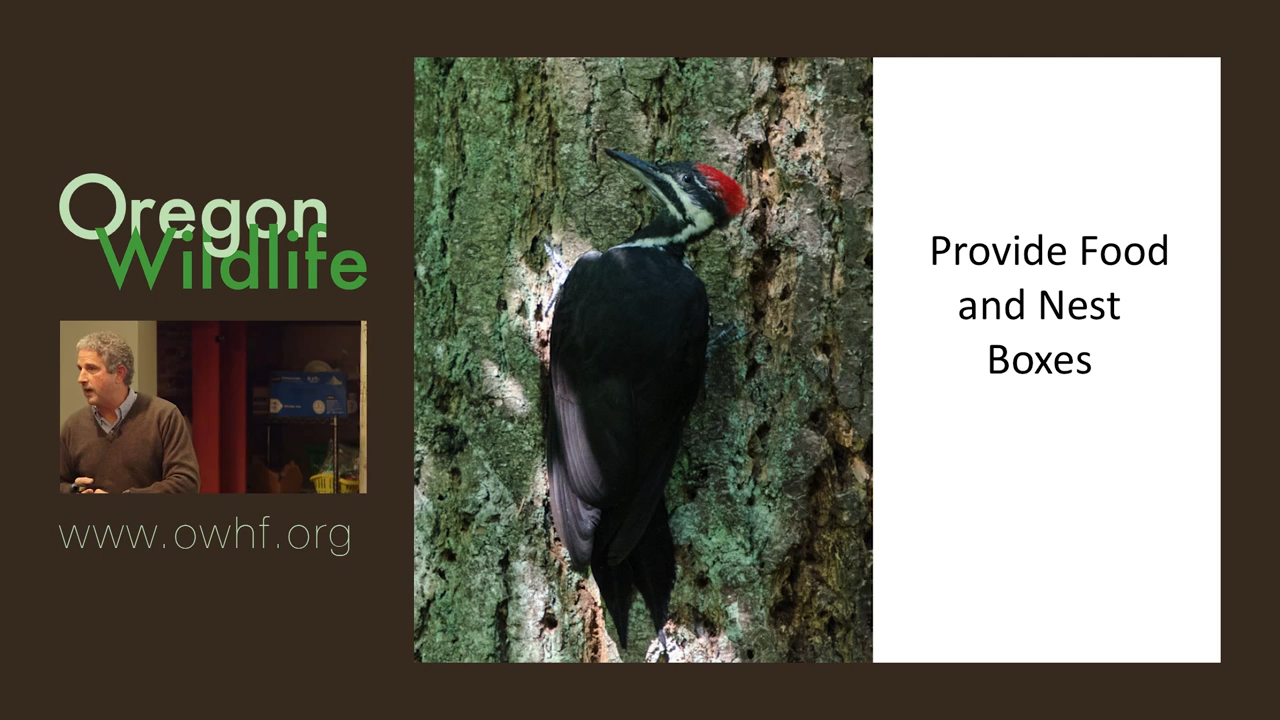 Oregon
Wildlife
www.owhf.org
Provide Food
and Nest
Boxes